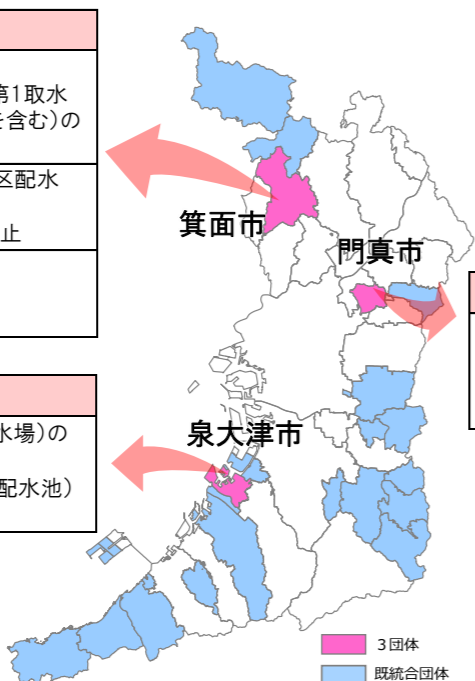 第1取水
を含む)の
区配水
止
箕面市
門真市
水場)の
配水池)
泉大津市
3団体
既統合団体